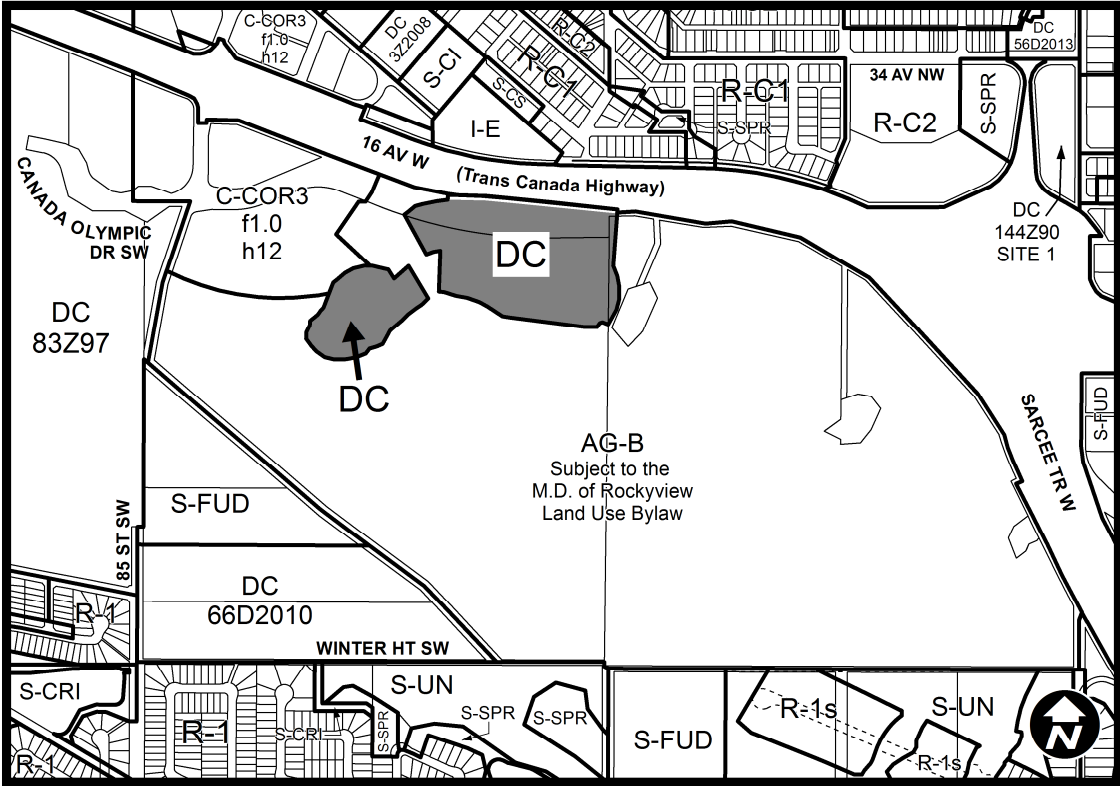 C-COR3
f1.0
h12
DC
3Z2008
S-CI
S-CS
I-E
R-C2
R-C1
R-C1
S-SPR
34 AV NW
R-C2
S-SPR
DC
56D2013
16 AV W
(Trans Canada Highway)
CANADA OLYMPIC
DR SW
C-COR3
f1.0
h12
DC
DC
144Z90
SITE 1
DC
83Z97
DC
AG-B
Subject to the
M.D. of Rockyview
Land Use Bylaw
SARCEE TR W
S-FUD
S-FUD
85 ST SW
DC
66D2010
R-1
WINTER HT SW
S-CRI
S-UN
S-SPR
S-SPR
S-SPR
R-1
S-CRI
R-1
S-FUD
R-1s
S-UN
R-1s
N